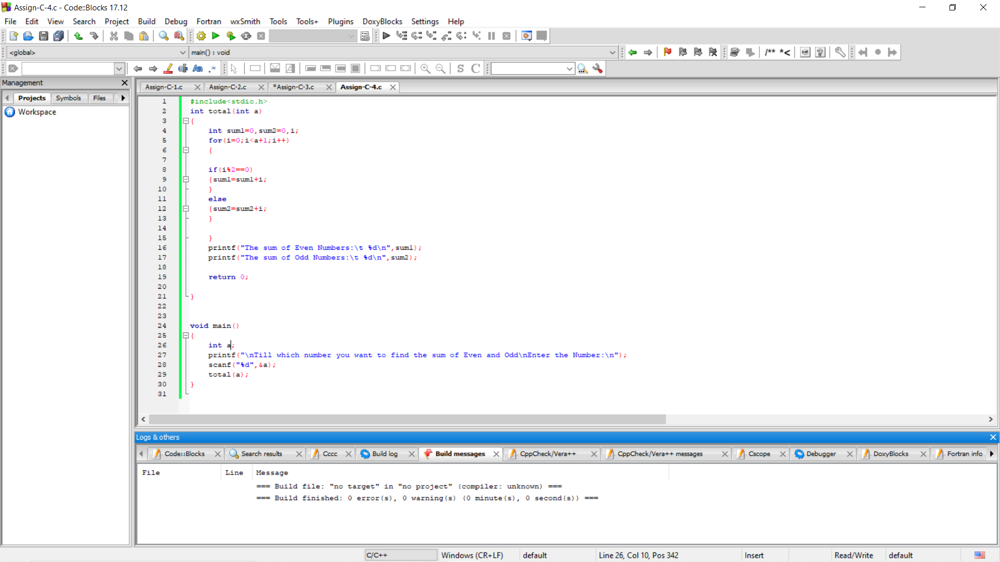 Assign-C-4.c - Code::Blocks 17.12
File Edit View Search Project Build Debug Fortran wxSmith Tools Tools+ Plugins DoxyBlocks Settings Help
<global> main() : void
/** *<
Aa .*
S C
Management
Projects Symbols Files
Workspace
Assign-C-1.c Assign-C-2.c *Assign-C-3.c Assign-C-4.c
1 #include<stdio.h>
2 int total(int a)
3 {
4 int sum1=0,sum2=0,i;
5 for(i=0;i<a+1;i++)
6 {
7
8 if(i%2==0)
9 {sum1=sum1+i;
10 }
11 else
12 {sum2=sum2+i;
13 }
14
15 }
16 printf("The sum of Even Numbers:\t %d\n",sum1);
17 printf("The sum of Odd Numbers:\t %d\n",sum2);
18
19 return 0;
20
21 }
22
23
24 void main()
25 {
26 int a;
27 printf("\nTill which number you want to find the sum of Even and Odd\nEnter the Number:\n");
28 scanf("%d",&a);
29 total(a);
30 }
31
Logs & others
Code::Blocks Search results Cccc Build log Build messages CppCheck/Vera++ CppCheck/Vera++ messages Cscope Debugger DoxyBlocks Fortran info
File Line Message
=== Build file: "no target" in "no project" (compiler: unknown) ===
=== Build finished: 0 error(s), 0 warning(s) (0 minute(s), 0 second(s)) ===
C/C++ Windows (CR+LF) default Line 26, Col 10, Pos 342 Insert Read/Write default